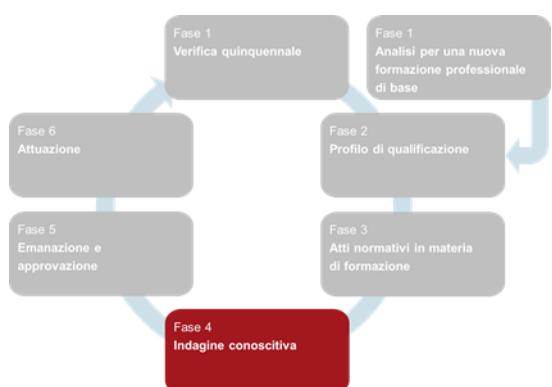 Fase 1
Verifica quinquennale
Fase 1
Analisi per una nuova
formazione professionale
di base
Fase 6
Attuazione
Fase 2
Profilo di qualificazione
Fase 5
Emanazione e
approvazione
Fase 3
Atti normativi in materia
di formazione
Fase 4
Indagine conoscitiva